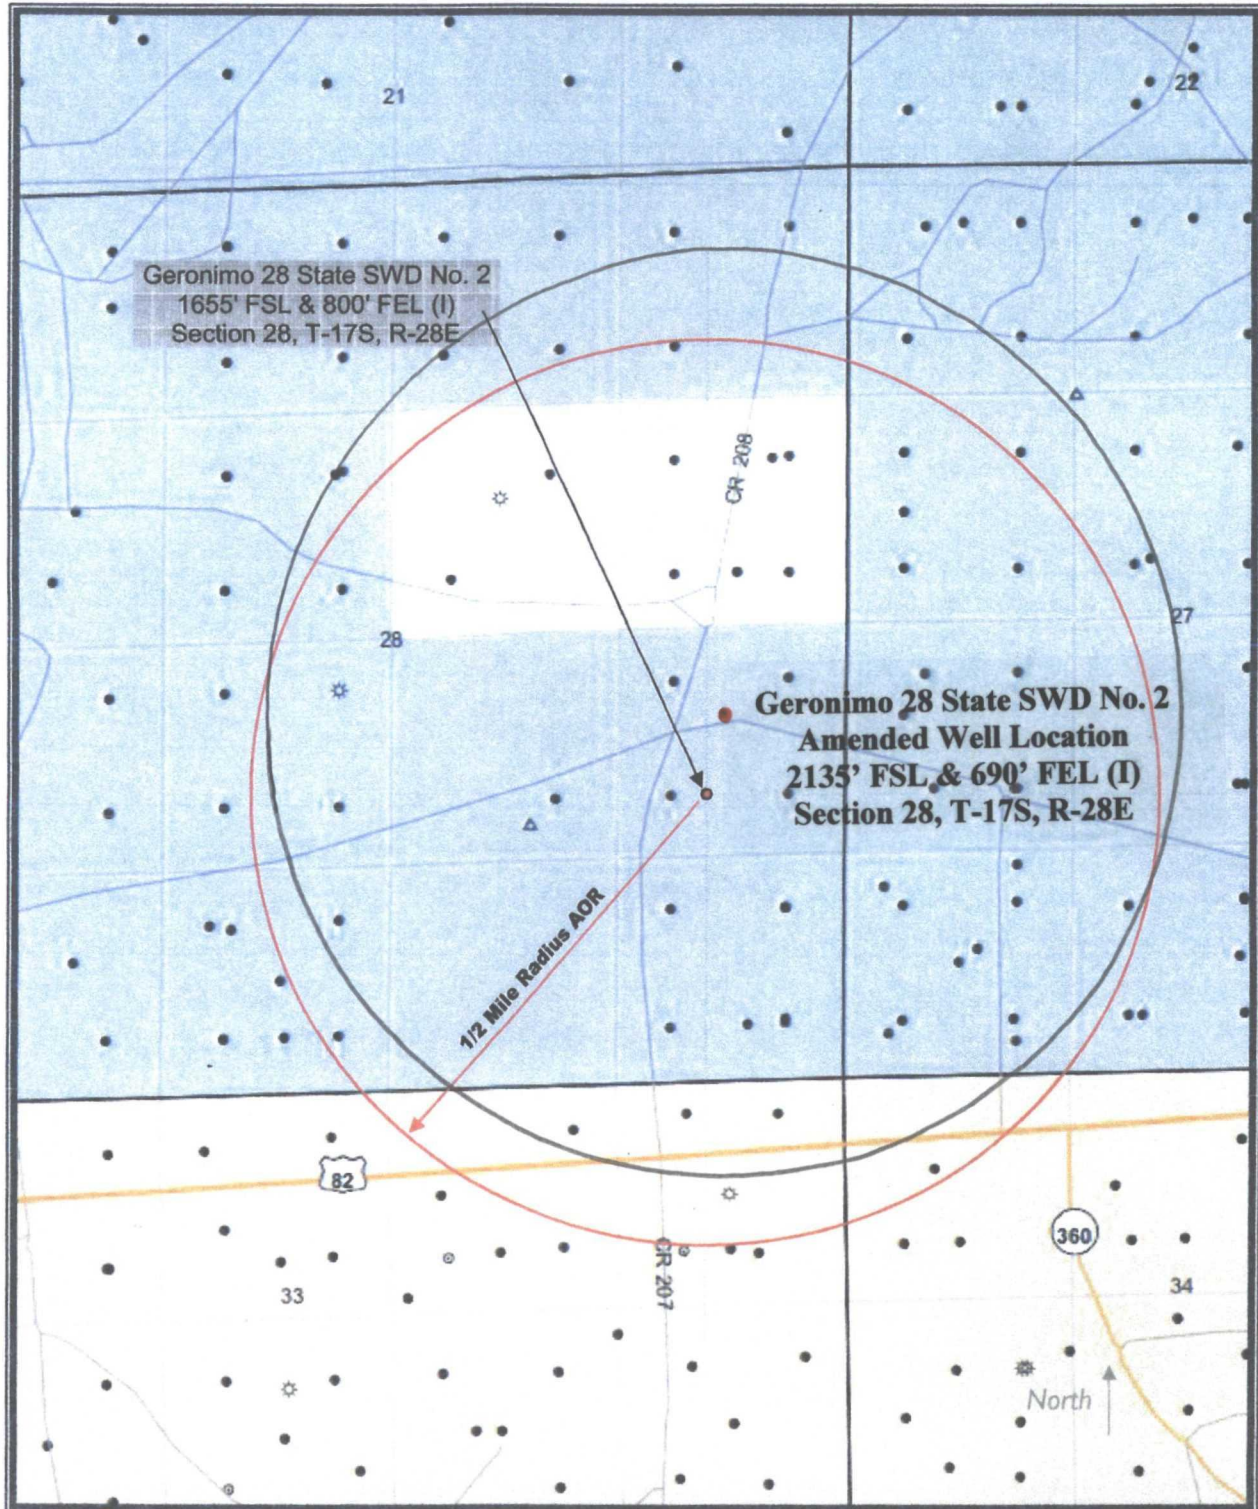 21
22
Geronimo 28 State SWD No. 2
1655' FSL & 800' FEL (I)
Section 28, T-17S, R-28E
CR 208
28
27
Geronimo 28 State SWD No. 2
Amended Well Location
2135’ FSL & 690’ FEL (I)
Section 28, T-17S, R-28E
1/2 Mile Radius AOR
82
CR 207
360
33
34
North